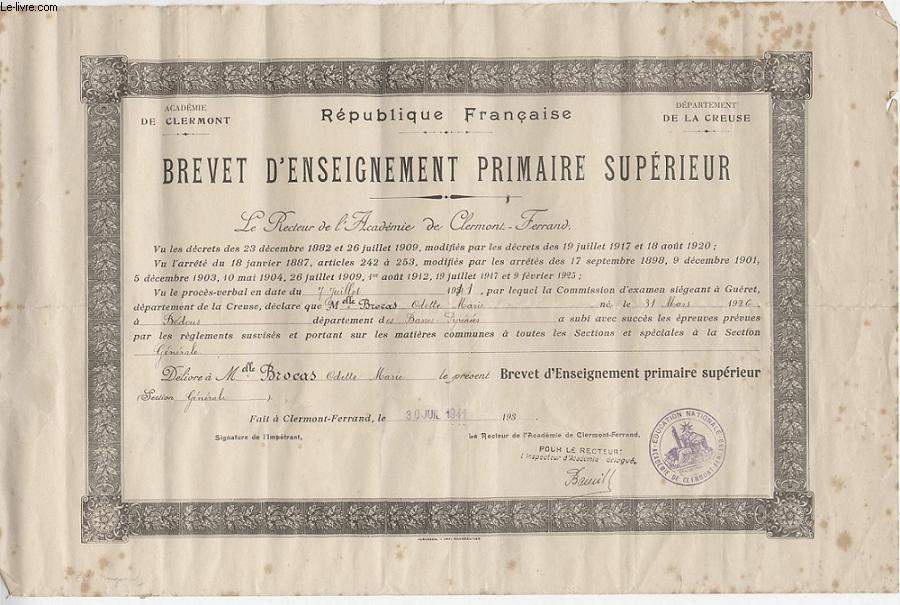 Le-livre.com
ACADÉMIE
DE CLERMONT
République Française
DÉPARTEMENT
DE LA CREUSE
BREVET D'ENSEIGNEMENT PRIMAIRE SUPÉRIEUR
Le Recteur de l'Académie de Clermont-Ferrand,
Vu les décrets des 23 décembre 1882 et 26 juillet 1909, modifiés par les décrets des 19 juillet 1917 et 18 août 1920 ;
Vu l'arrêté du 18 janvier 1887, articles 242 à 253, modifiés par les arrêtés des 17 septembre 1898, 9 décembre 1901,
5 décembre 1903, 10 mai 1904, 26 juillet 1909, 1er août 1912, 19 juillet 1917 et 9 février 1925 ;
Vu le procès-verbal en date du 7 juillet 1941, par lequel la Commission d'examen siégeant à Guéret,
département de la Creuse, déclare que Melle Brocas Odette Marie né, le 31 Mars 1926
à Bedous département des Basses Pyrénées a subi avec succès les épreuves prévues
par les règlements susvisés et portant sur les matières communes à toutes les Sections et spéciales à la Section
Générale
Délivre à Melle Brocas Odette Marie le présent Brevet d'Enseignement primaire supérieur
(Section Générale)
Fait à Clermont-Ferrand, le 30 JUIL 1941 193
Signature de l'Impétrant,
Le Recteur de l'Académie de Clermont-Ferrand,
POUR LE RECTEUR:
l'Inspecteur d'Académie délégué,
EDUCATION NATIONALE
ACADÉMIE DE CLERMONT